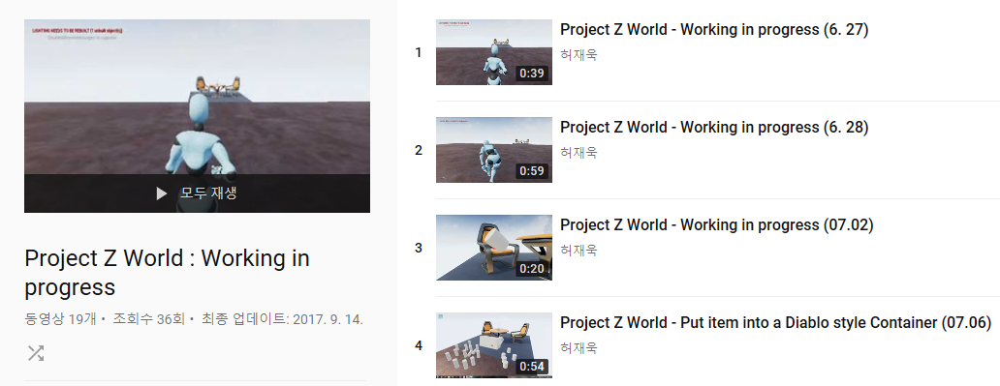 LIGHTING NEEDS TO BE REBUILT (1 unbuilt object(s))
모두 재생
Project Z World : Working in
progress
동영상 19개 • 조회수 36회 • 최종 업데이트: 2017. 9. 14.
1
0:39
Project Z World - Working in progress (6. 27)
허재욱
2
0:59
Project Z World - Working in progress (6. 28)
허재욱
3
0:20
Project Z World - Working in progress (07.02)
허재욱
4
0:54
Project Z World - Put item into a Diablo style Container (07.06)
허재욱